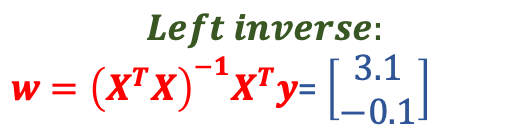 Left inverse:
w = (XᵀX)⁻¹Xᵀy= [3.1
−0.1]